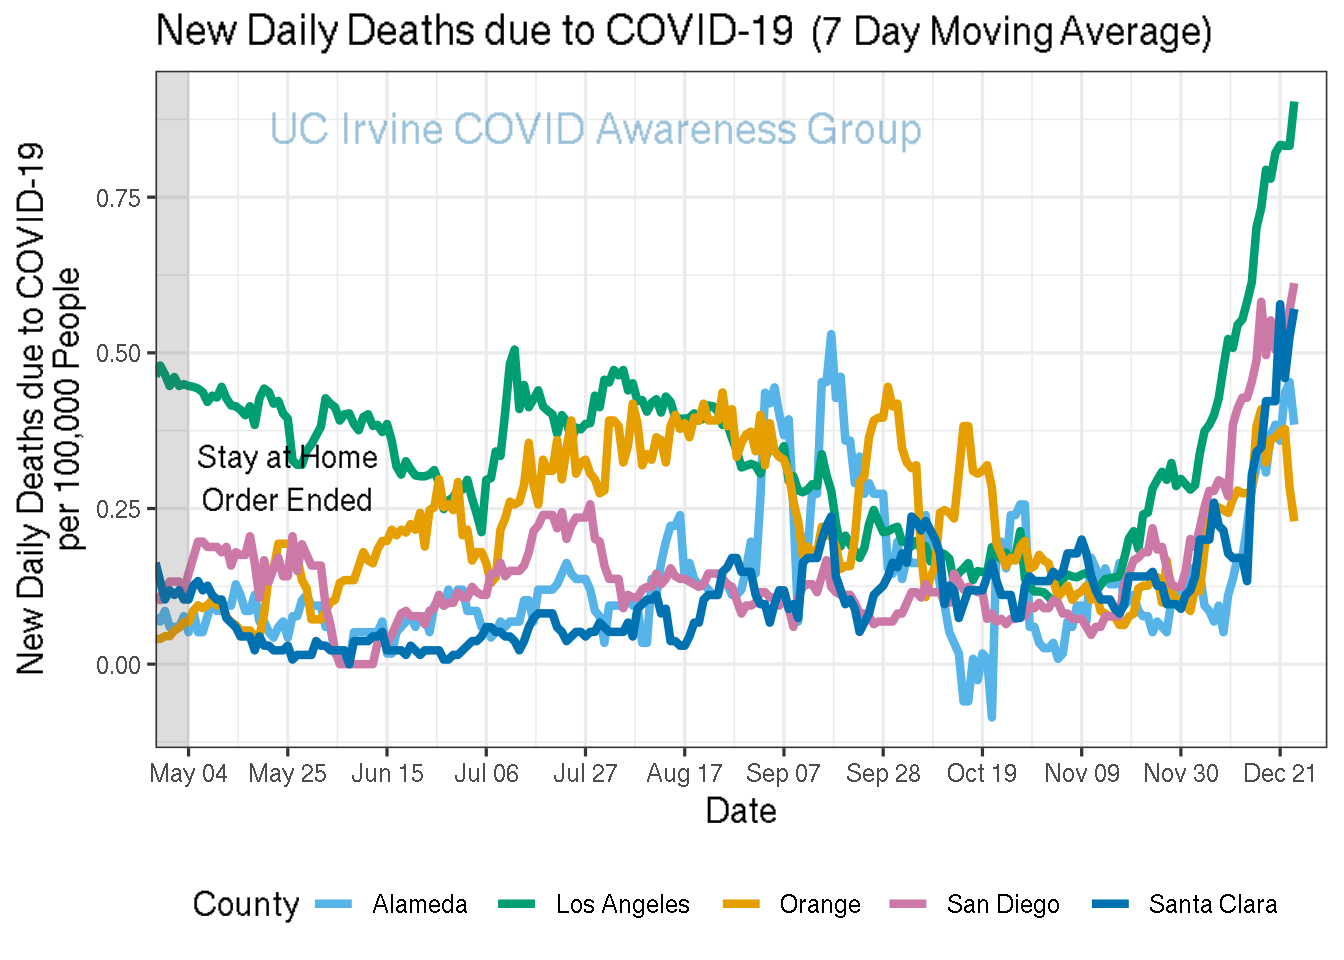 New Daily Deaths due to COVID-19 (7 Day Moving Average)
UC Irvine COVID Awareness Group
New Daily Deaths due to COVID-19
per 100,000 People
0.75
0.50
0.25
0.00
Stay at Home
Order Ended
May 04 May 25 Jun 15 Jul 06 Jul 27 Aug 17 Sep 07 Sep 28 Oct 19 Nov 09 Nov 30 Dec 21
Date
County Alameda Los Angeles Orange San Diego Santa Clara